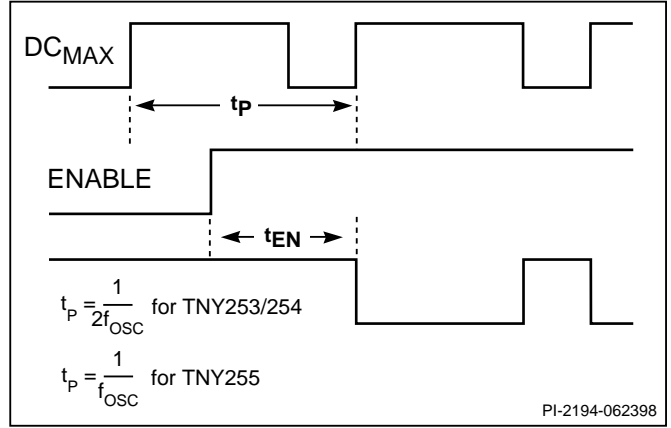 DCMAX
tP
ENABLE
tEN
tP = 1/2fOSC for TNY253/254
tP = 1/fOSC for TNY255
PI-2194-062398